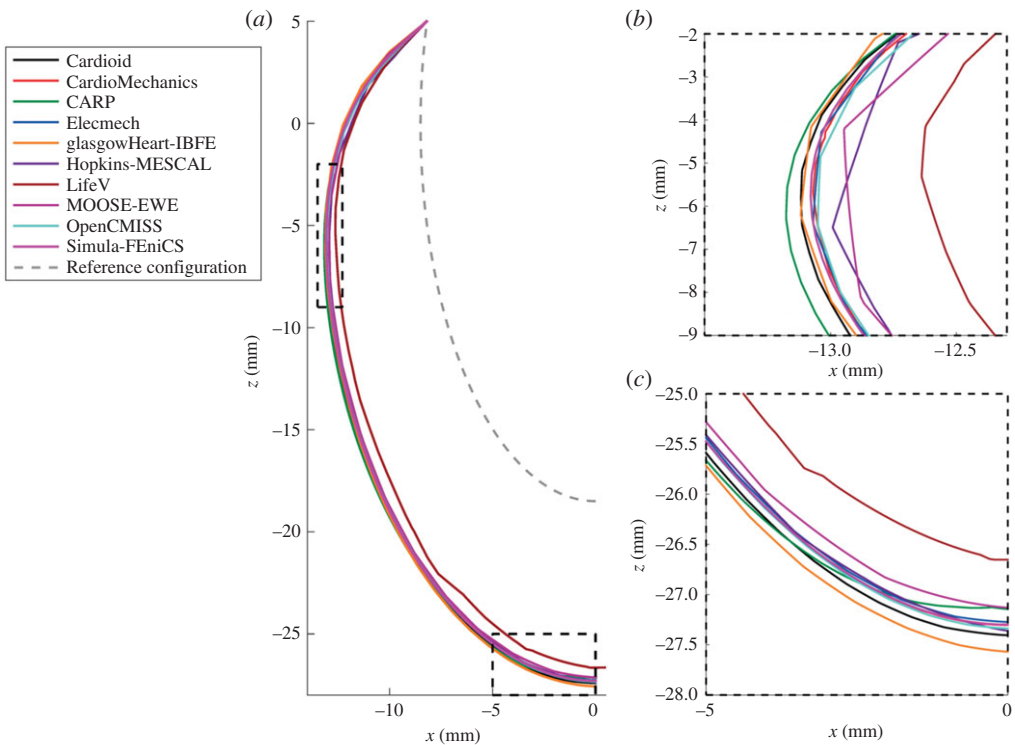 Cardioid
CardioMechanics
CARP
Elecmech
glasgowHeart-IBFE
Hopkins-MESCAL
LifeV
MOOSE-EWE
OpenCMISS
Simula-FEniCS
Reference configuration
(a)
5
0
−5
−10
−15
−20
−25
z (mm)
−10
−5
0
x (mm)
(b)
−2
−3
−4
−5
−6
−7
−8
−9
z (mm)
−13.0
−12.5
x (mm)
(c)
−25.0
−25.5
−26.0
−26.5
−27.0
−27.5
−28.0
z (mm)
−5
0
x (mm)